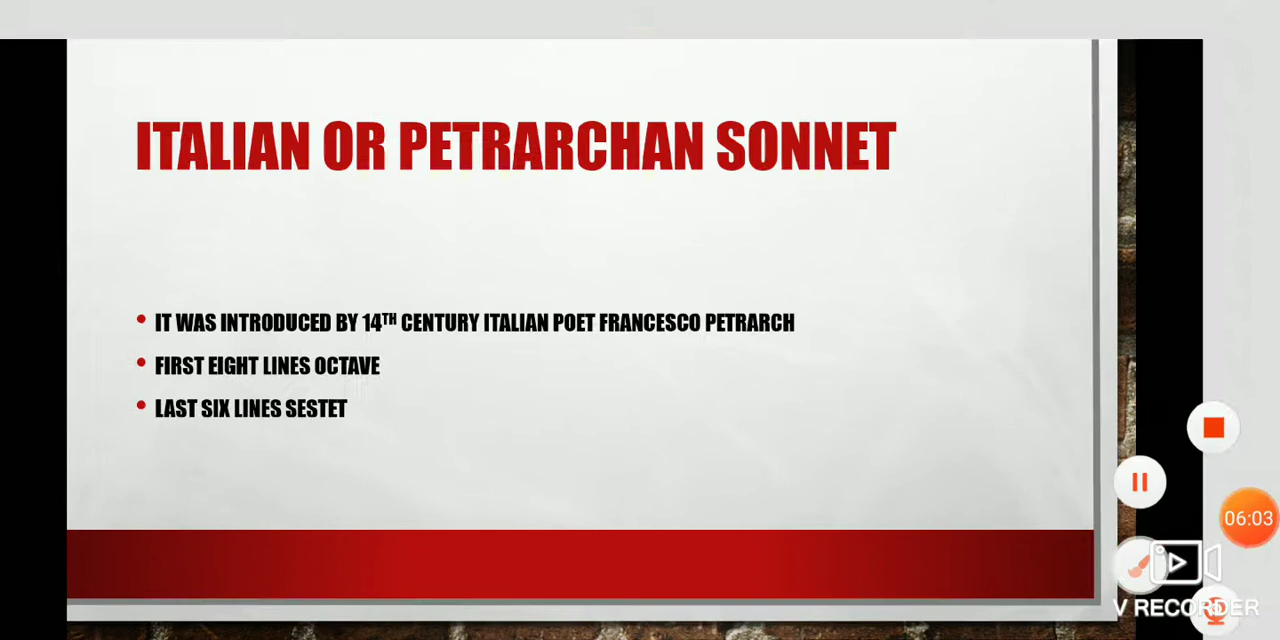 ITALIAN OR PETRARCHAN SONNET
• IT WAS INTRODUCED BY 14TH CENTURY ITALIAN POET FRANCESCO PETRARCH
• FIRST EIGHT LINES OCTAVE
• LAST SIX LINES SESTET
06:03
V RECORDER